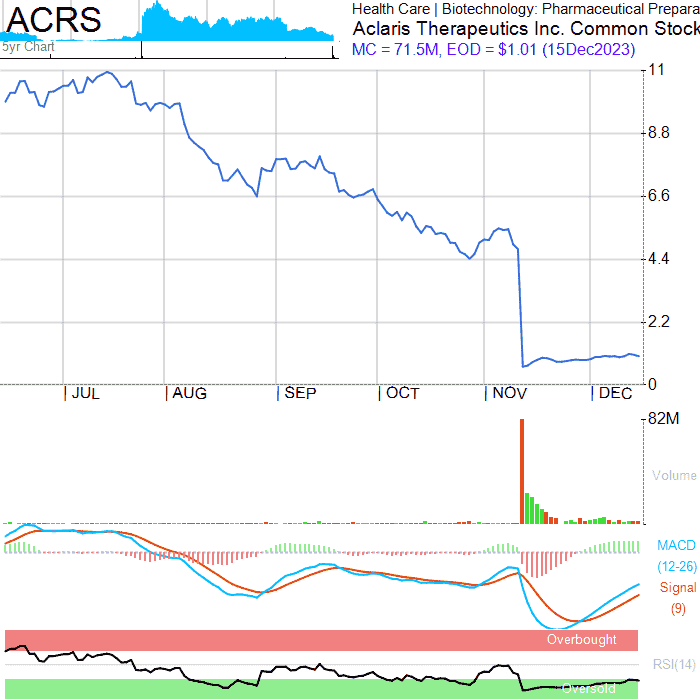 ACRS
5yr Chart
Health Care | Biotechnology: Pharmaceutical Prepara
Aclaris Therapeutics Inc. Common Stock
MC = 71.5M, EOD = $1.01 (15Dec2023)
11
8.8
6.6
4.4
2.2
0
| JUL | AUG | SEP | OCT | NOV | DEC
82M
Volume
MACD
(12-26)
Signal
(9)
Overbought
RSI(14)
Oversold